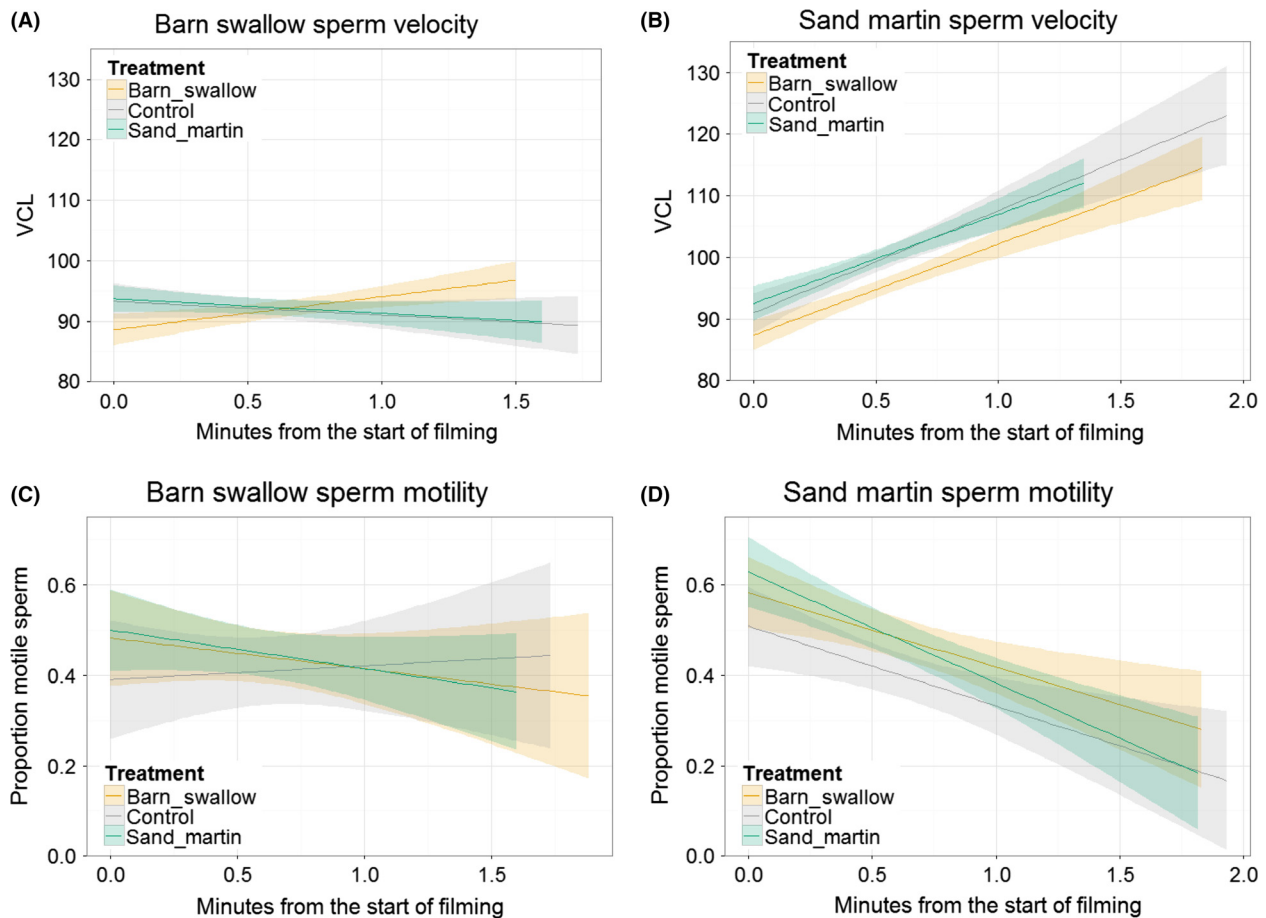 (A) Barn swallow sperm velocity
Treatment
Barn_swallow
Control
Sand_martin
130
120
110
100
90
80
VCL
0.0 0.5 1.0 1.5
Minutes from the start of filming
(B) Sand martin sperm velocity
Treatment
Barn_swallow
Control
Sand_martin
130
120
110
100
90
80
VCL
0.0 0.5 1.0 1.5 2.0
Minutes from the start of filming
(C) Barn swallow sperm motility
0.6
0.4
0.2
0.0
Proportion motile sperm
Treatment
Barn_swallow
Control
Sand_martin
0.0 0.5 1.0 1.5
Minutes from the start of filming
(D) Sand martin sperm motility
0.6
0.4
0.2
0.0
Proportion motile sperm
Treatment
Barn_swallow
Control
Sand_martin
0.0 0.5 1.0 1.5 2.0
Minutes from the start of filming